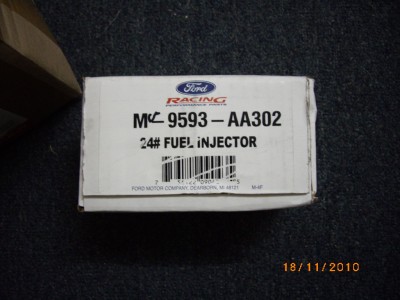 Ford
RACING
PERFORMANCE PARTS
M- 9593-AA302
24# FUEL INJECTOR
FORD MOTOR COMPANY, DEARBORN, MI 48121
18/11/2010